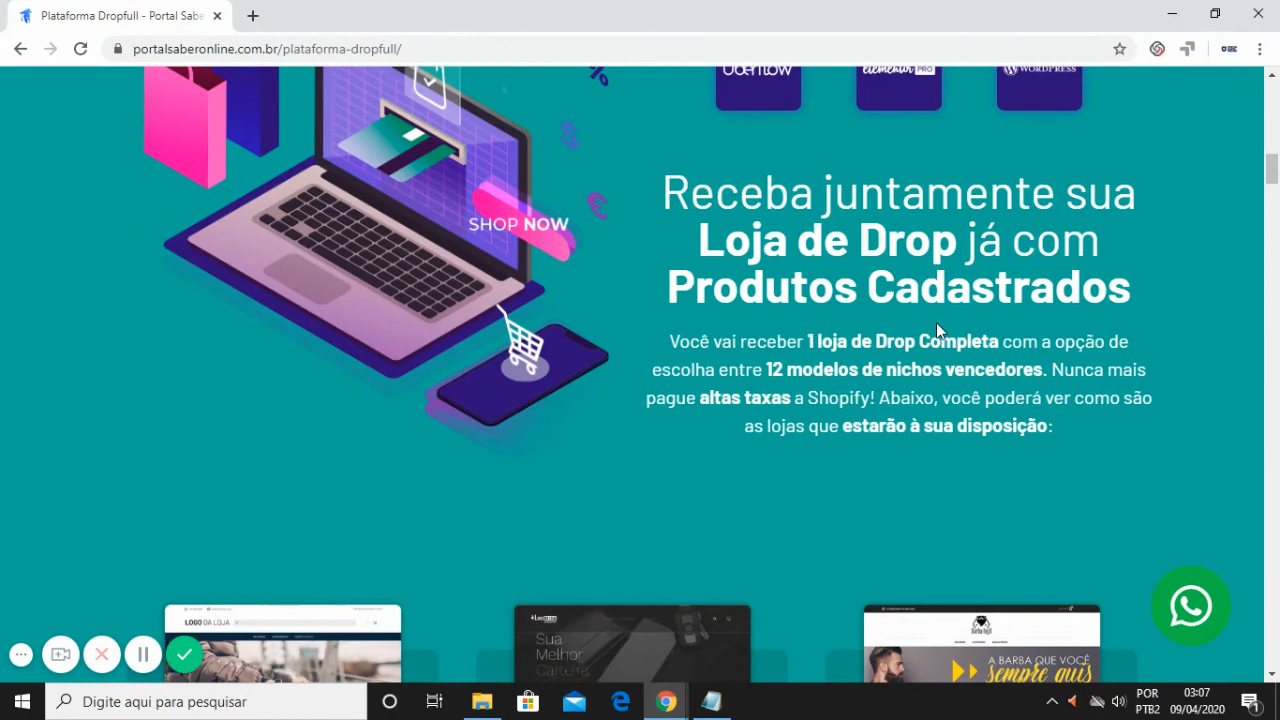 Plataforma Dropfull - Portal Sabe
portalsaberonline.com.br/plataforma-dropfull/
elementor PRO
WORDPRESS
SHOP NOW
Receba juntamente sua
Loja de Drop já com
Produtos Cadastrados
Você vai receber 1 loja de Drop Completa com a opção de
escolha entre 12 modelos de nichos vencedores. Nunca mais
pague altas taxas a Shopify! Abaixo, você poderá ver como são
as lojas que estarão à sua disposição:
LOGO DA LOJA
Sua
Melhor
Carteira
A BARBA QUE VOCÊ
sempre quis
Digite aqui para pesquisar
POR
PTB2
03:07
09/04/2020
1